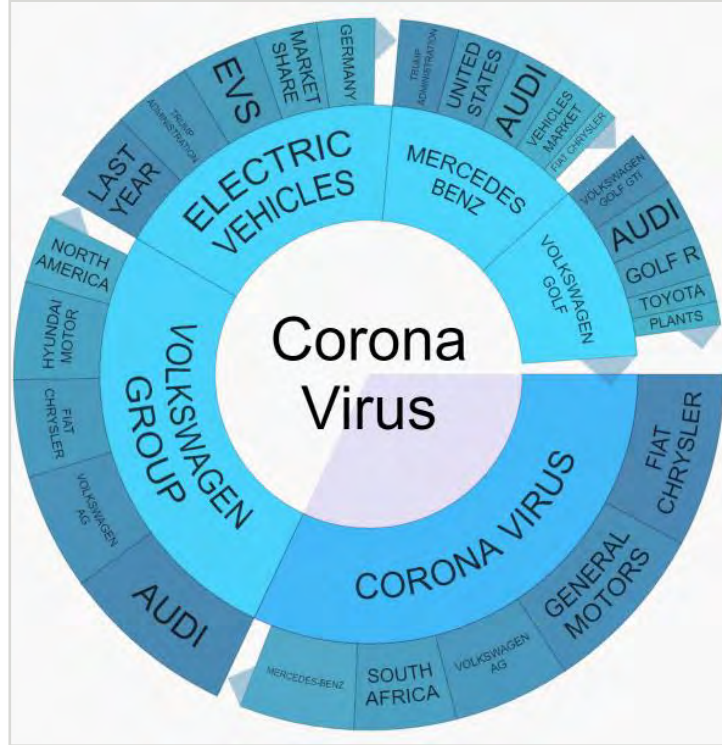 Corona
Virus
CORONA VIRUS
FIAT
CHRYSLER
GENERAL
MOTORS
VOLKSWAGEN
AG
SOUTH
AFRICA
MERCEDES-BENZ
VOLKSWAGEN
GROUP
AUDI
VOLKSWAGEN
AG
FIAT
CHRYSLER
HYUNDAI
MOTOR
NORTH
AMERICA
ELECTRIC
VEHICLES
LAST
YEAR
TRUMP
ADMINISTRATION
EVS
MARKET
SHARE
GERMANY
MERCEDES
BENZ
TRUMP
ADMINISTRATION
UNITED
STATES
AUDI
VEHICLES
MARKET
FIAT CHRYSLER
VOLKSWAGEN
GOLF
VOLKSWAGEN
GOLF GTI
AUDI
GOLF R
TOYOTA
PLANTS